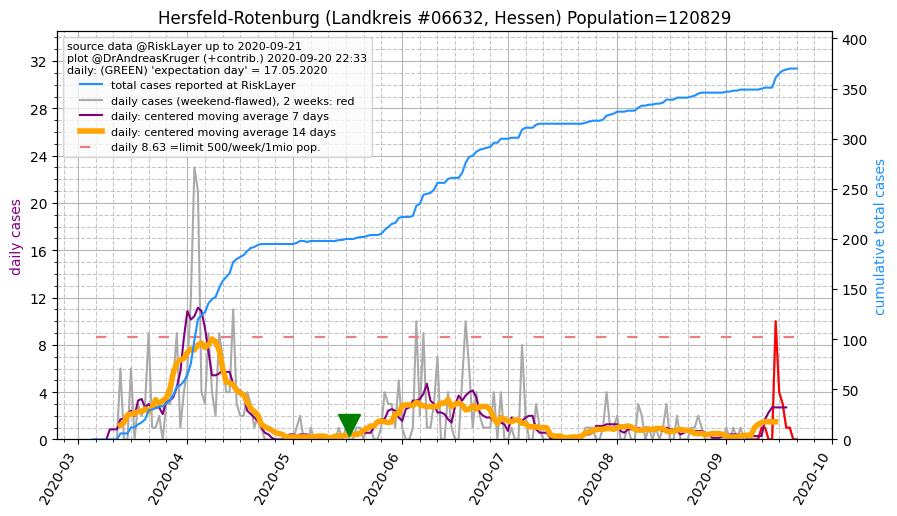 Hersfeld-Rotenburg (Landkreis #06632, Hessen) Population=120829
source data @RiskLayer up to 2020-09-21
plot @DrAndreasKruger (+contrib.) 2020-09-20 22:33
daily: (GREEN) 'expectation day' = 17.05.2020
total cases reported at RiskLayer
daily cases (weekend-flawed), 2 weeks: red
daily: centered moving average 7 days
daily: centered moving average 14 days
daily 8.63 =limit 500/week/1mio pop.
daily cases
32
28
24
20
16
12
8
4
0
400
350
300
250
200
150
100
50
0
cumulative total cases
2020-03
2020-04
2020-05
2020-06
2020-07
2020-08
2020-09
2020-10